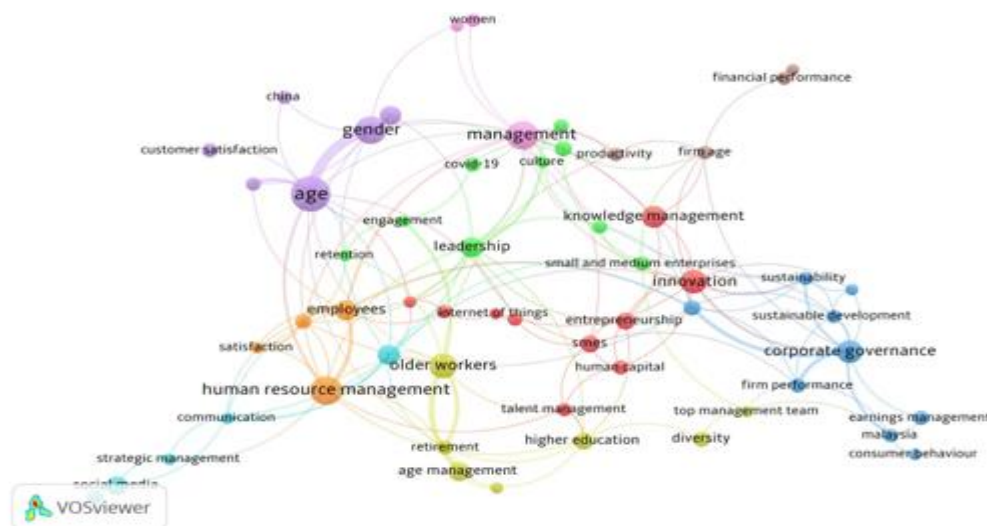 women
financial performance
china
gender
management
customer satisfaction
covid-19
culture
productivity
firm age
age
engagement
knowledge management
leadership
retention
small and medium enterprises
innovation
sustainability
employees
internet of things
entrepreneurship
sustainable development
satisfaction
smes
corporate governance
older workers
human capital
human resource management
firm performance
communication
talent management
top management team
earnings management
malaysia
retirement
higher education
diversity
consumer behaviour
strategic management
age management
social media
VOSviewer